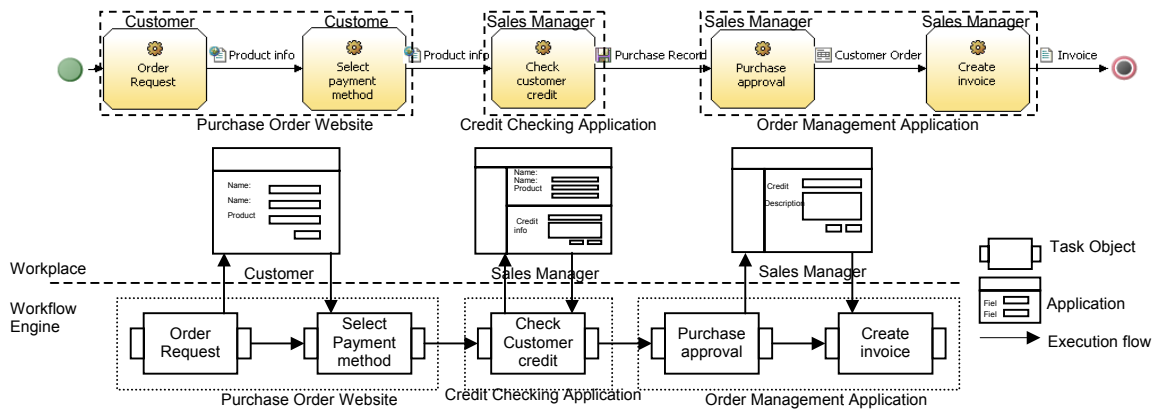 Customer
Custome
Sales Manager
Sales Manager
Sales Manager
Order
Request
Product info
Select
payment
method
Product info
Check
customer
credit
Purchase Record
Purchase
approval
Customer Order
Create
invoice
Invoice
Purchase Order Website
Credit Checking Application
Order Management Application
Name:
Name:
Product
Name:
Name:
Product
Credit
info
Credit
Description
Workplace
Customer
Sales Manager
Sales Manager
Workflow
Engine
Order
Request
Select
Payment
method
Check
Customer
credit
Purchase
approval
Create
invoice
Purchase Order Website
Credit Checking Application
Order Management Application
Task Object
Fiel
Fiel
Application
Execution flow